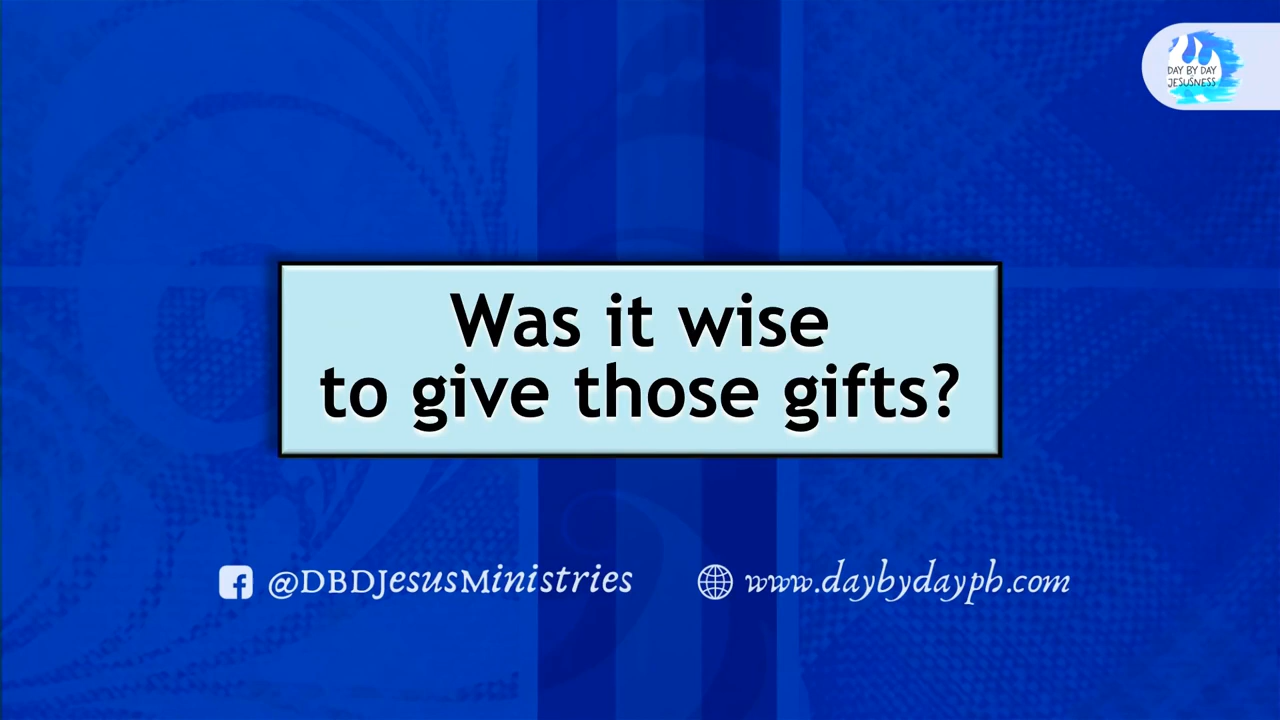 DAY BY DAY
JESUSNESS
Was it wise
to give those gifts?
@DBDJesusMinistries
www.daybydayph.com